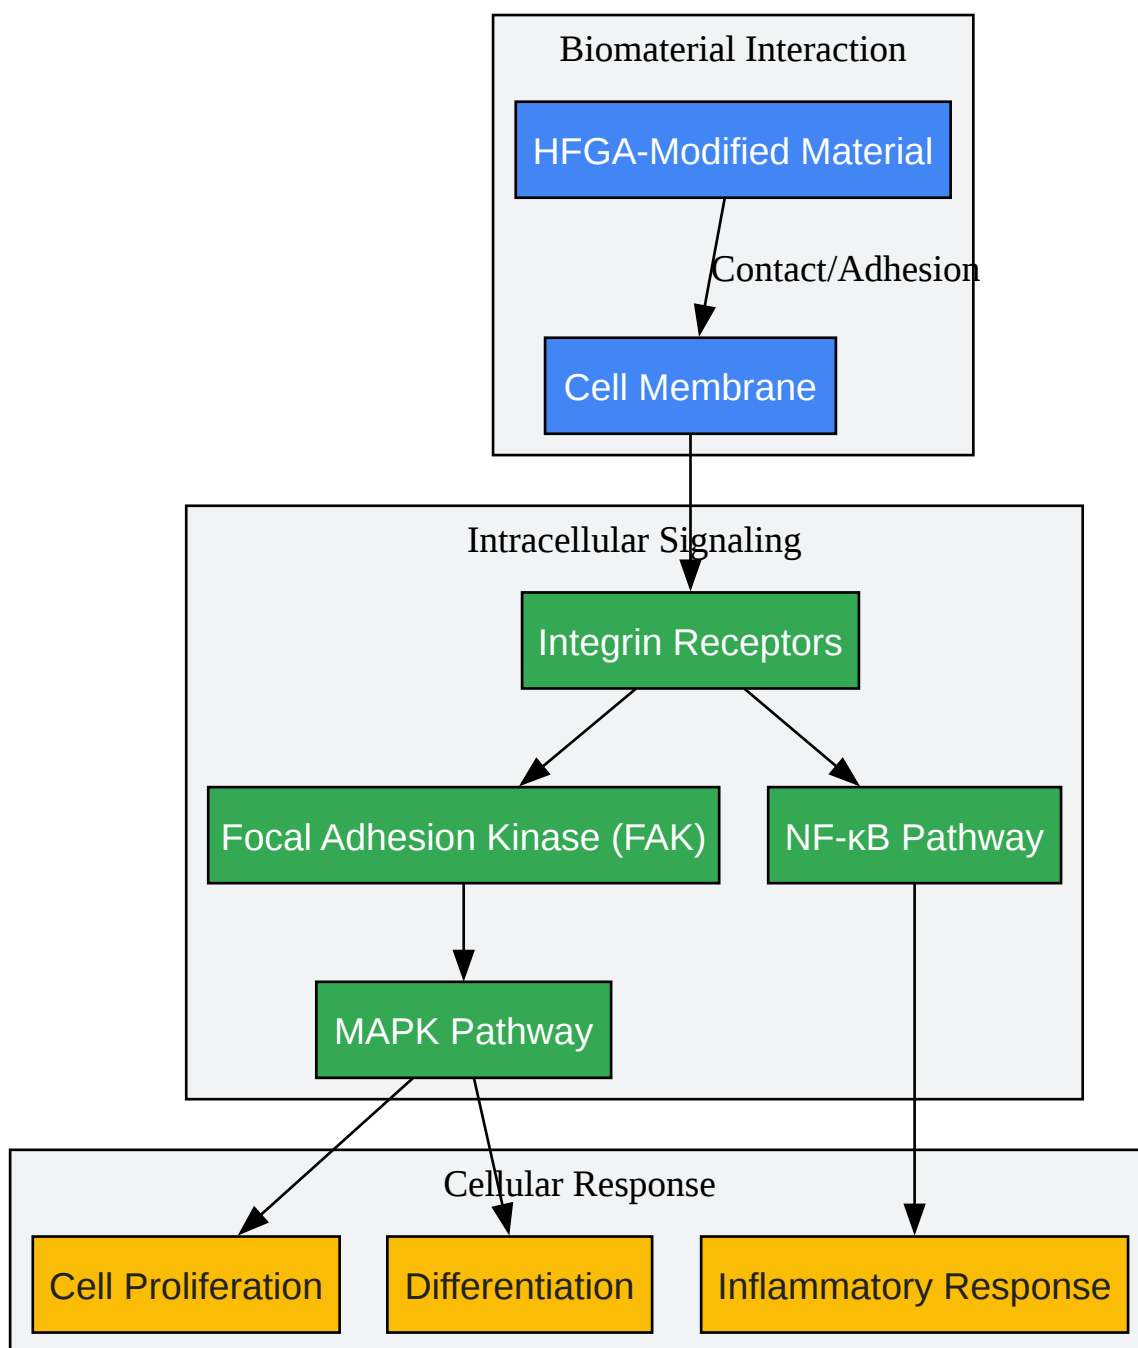 Biomaterial Interaction
HFGA-Modified Material
Contact/Adhesion
Cell Membrane
Intracellular Signaling
Integrin Receptors
Focal Adhesion Kinase (FAK)
NF-κB Pathway
MAPK Pathway
Cellular Response
Cell Proliferation
Differentiation
Inflammatory Response